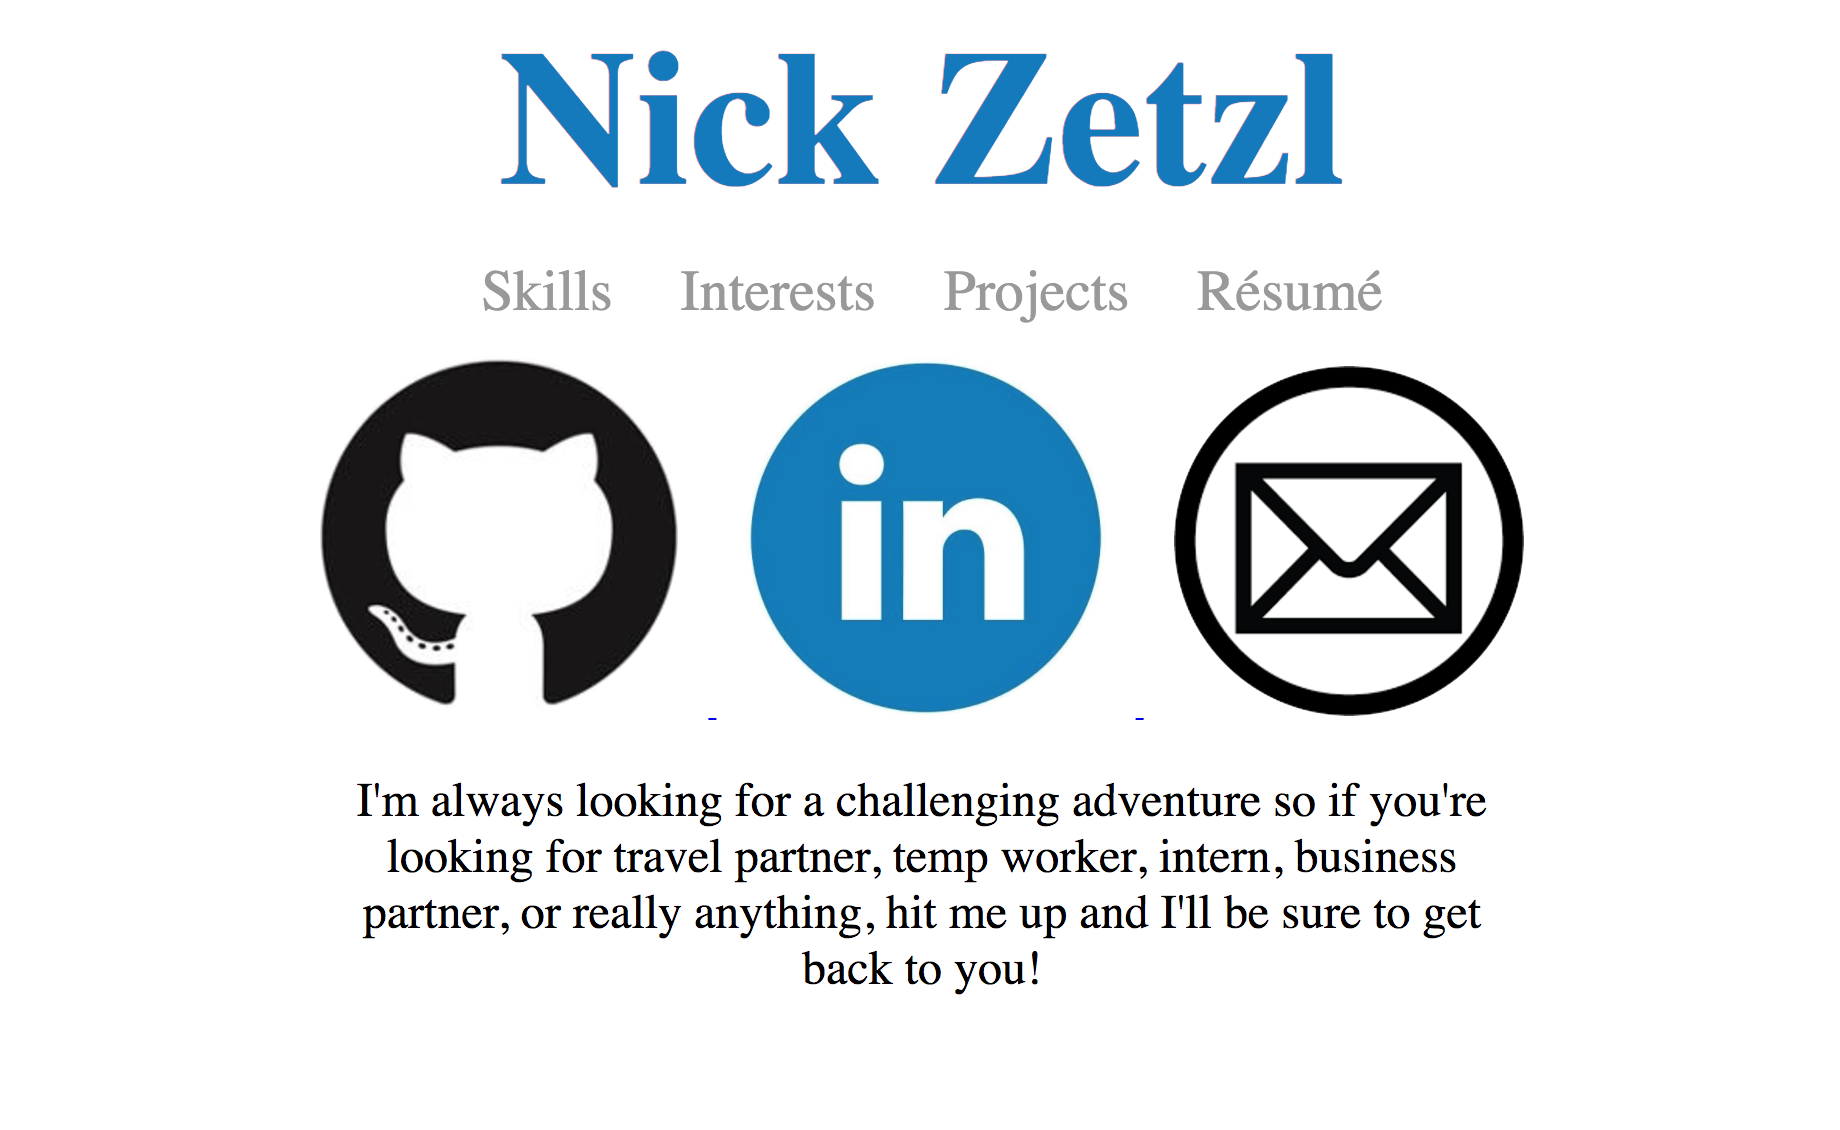 Nick Zetzl
Skills Interests Projects Résumé
in
I'm always looking for a challenging adventure so if you're
looking for travel partner, temp worker, intern, business
partner, or really anything, hit me up and I'll be sure to get
back to you!